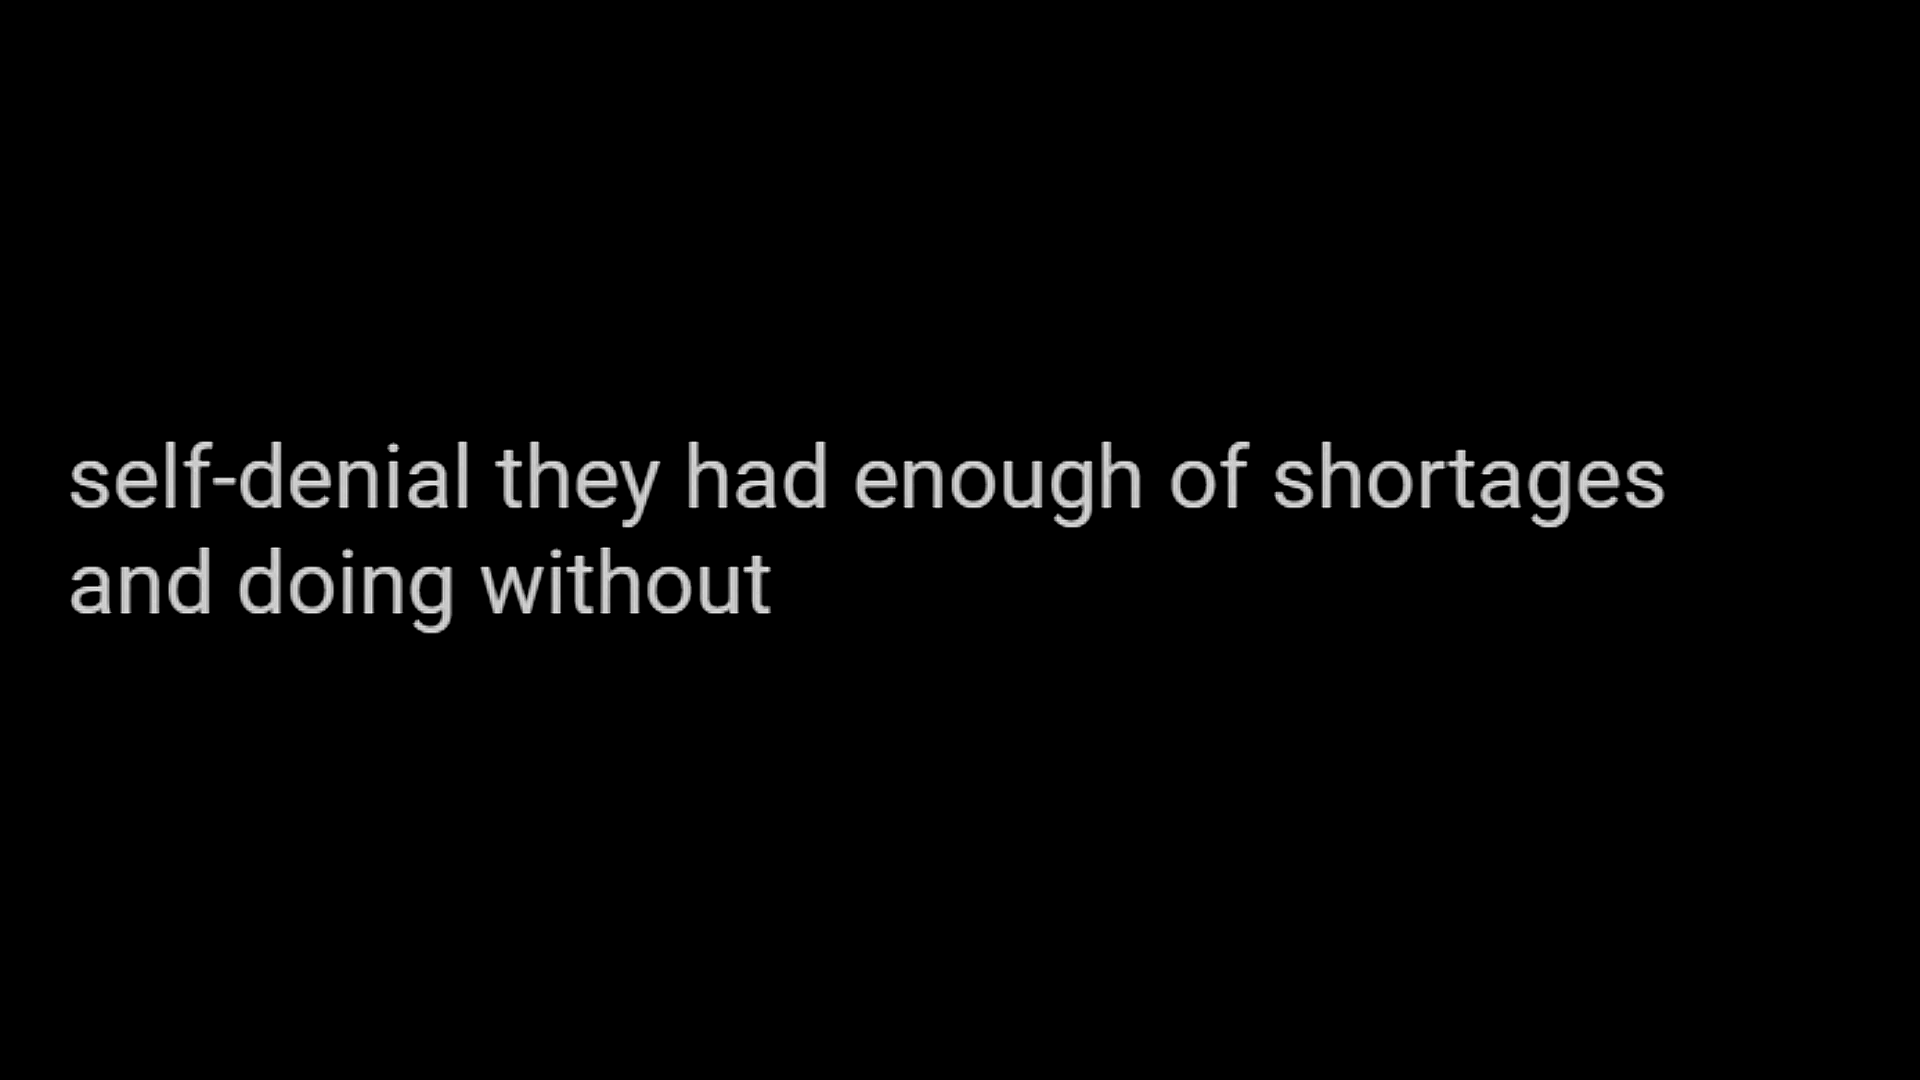 self-denial they had enough of shortages
and doing without